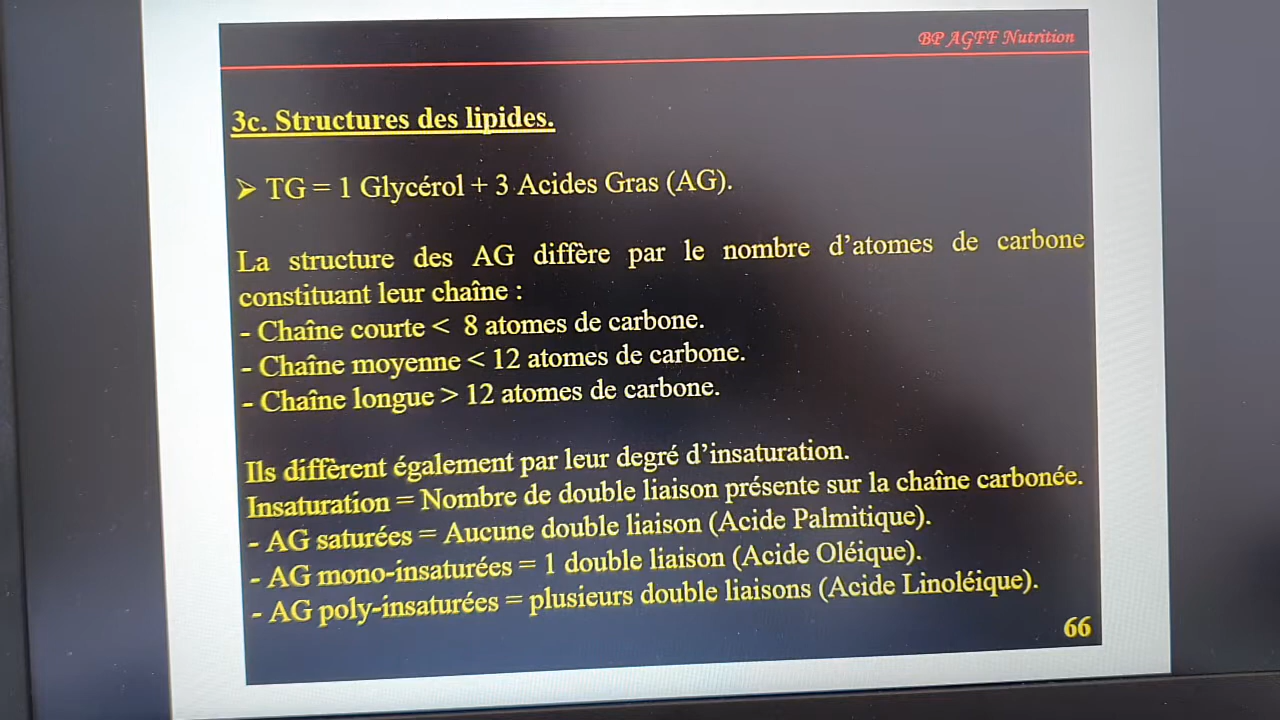 BP AGFF Nutrition
3c. Structures des lipides.
➢ TG = 1 Glycérol + 3 Acides Gras (AG).
La structure des AG diffère par le nombre d’atomes de carbone
constituant leur chaîne :
- Chaîne courte < 8 atomes de carbone.
- Chaîne moyenne < 12 atomes de carbone.
- Chaîne longue > 12 atomes de carbone.
Ils diffèrent également par leur degré d’insaturation.
Insaturation = Nombre de double liaison présente sur la chaîne carbonée.
- AG saturées = Aucune double liaison (Acide Palmitique).
- AG mono-insaturées = 1 double liaison (Acide Oléique).
- AG poly-insaturées = plusieurs double liaisons (Acide Linoléique).
66